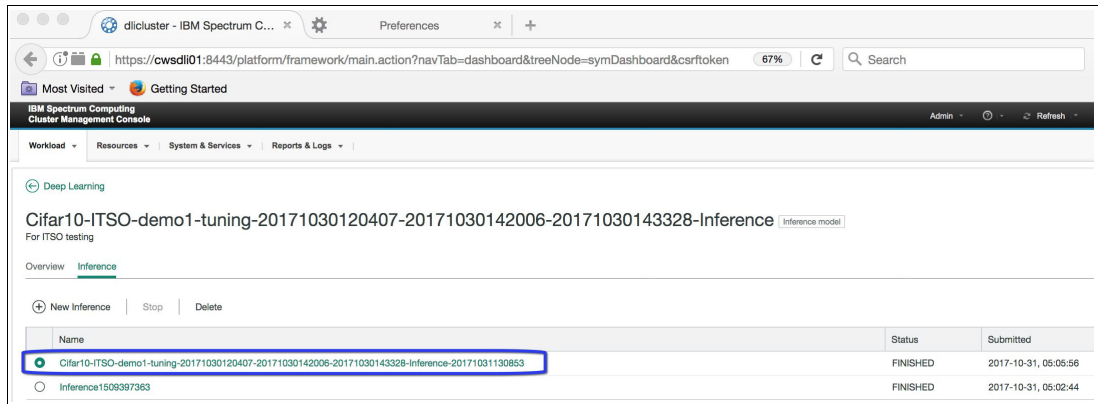 dlicluster - IBM Spectrum C... × Preferences × +
https://cwsdli01:8443/platform/framework/main.action?navTab=dashboard&treeNode=symDashboard&csrftoken 67% Search
Most Visited Getting Started
IBM Spectrum Computing
Cluster Management Console Admin Refresh
Workload Resources System & Services Reports & Logs
Deep Learning
Cifar10-ITSO-demo1-tuning-20171030120407-20171030142006-20171030143328-Inference Inference model
For ITSO testing
Overview Inference
New Inference Stop Delete
Name Status Submitted
Cifar10-ITSO-demo1-tuning-20171030120407-20171030142006-20171030143328-Inference-20171031130853 FINISHED 2017-10-31, 05:05:56
Inference1509397363 FINISHED 2017-10-31, 05:02:44